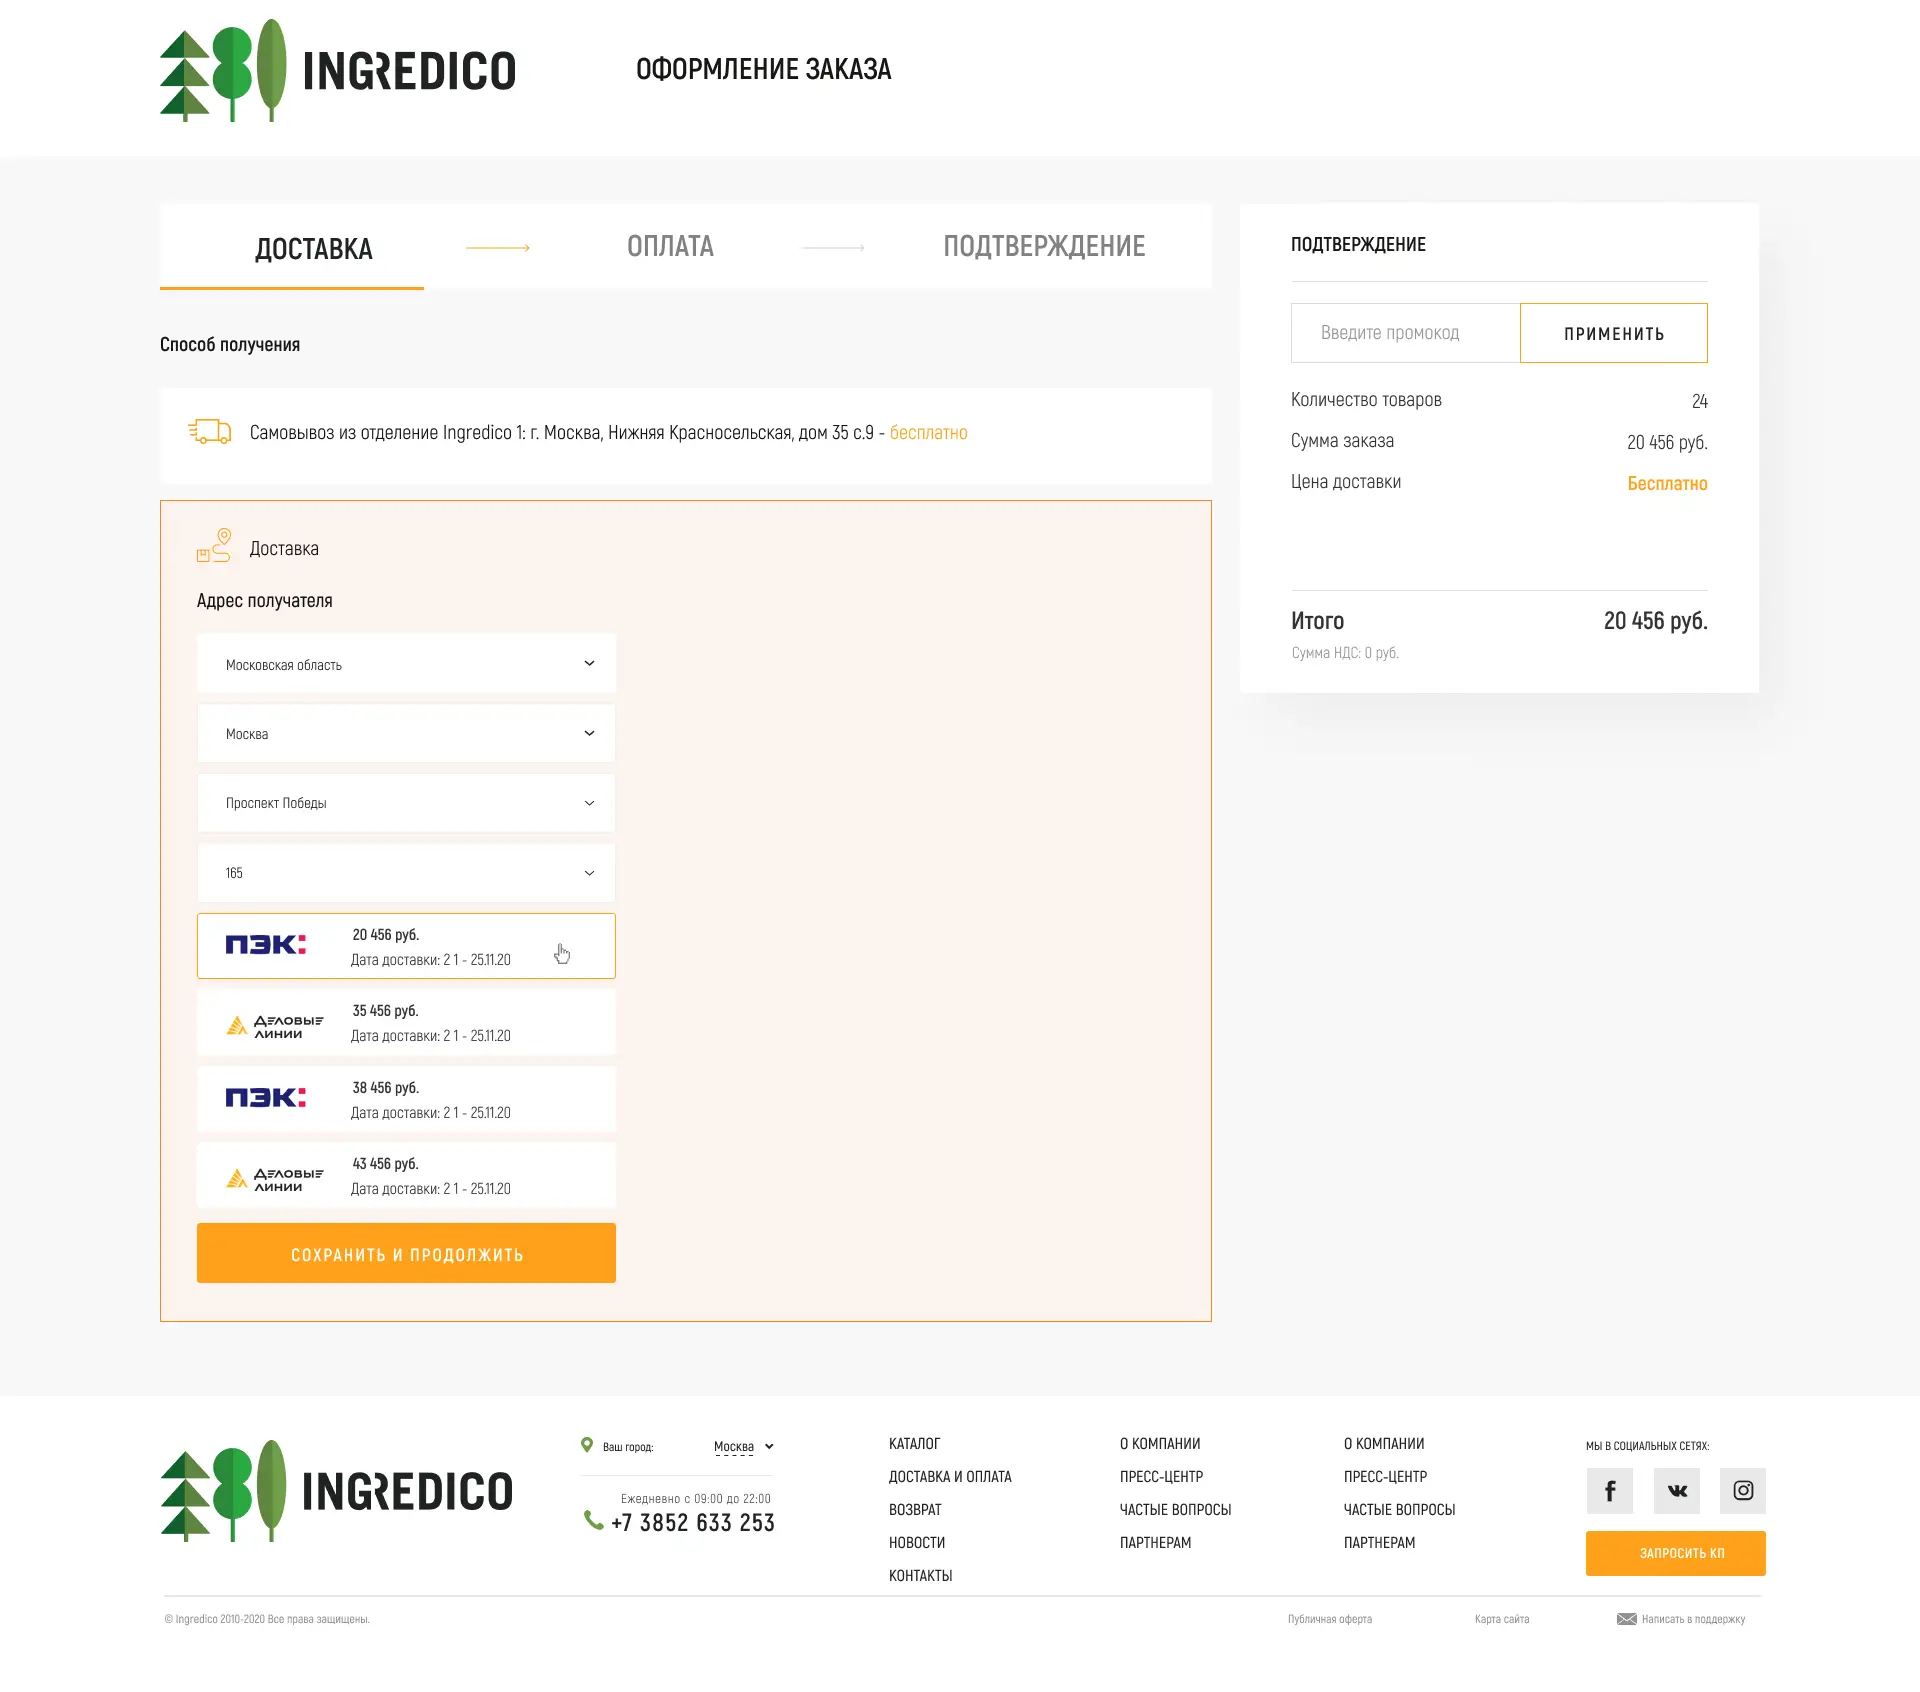 INGREDICO
ОФОРМЛЕНИЕ ЗАКАЗА
ДОСТАВКА
ОПЛАТА
ПОДТВЕРЖДЕНИЕ
Способ получения
Самовывоз из отделение Ingredico 1: г. Москва, Нижняя Красносельская, дом 35 с.9 - бесплатно
Доставка
Адрес получателя
Московская область
Москва
Проспект Победы
165
ПЭК:
20 456 руб.
Дата доставки: 2 1 - 25.11.20
ДЕЛОВЫЕ
ЛИНИИ
35 456 руб.
Дата доставки: 2 1 - 25.11.20
ПЭК:
38 456 руб.
Дата доставки: 2 1 - 25.11.20
ДЕЛОВЫЕ
ЛИНИИ
43 456 руб.
Дата доставки: 2 1 - 25.11.20
СОХРАНИТЬ И ПРОДОЛЖИТЬ
ПОДТВЕРЖДЕНИЕ
Введите промокод
ПРИМЕНИТЬ
Количество товаров 24
Сумма заказа 20 456 руб.
Цена доставки Бесплатно
Итого 20 456 руб.
Сумма НДС: 0 руб.
INGREDICO
Ваш город: Москва
Ежедневно с 09:00 до 22:00
+7 3852 633 253
КАТАЛОГ
ДОСТАВКА И ОПЛАТА
ВОЗВРАТ
НОВОСТИ
КОНТАКТЫ
О КОМПАНИИ
ПРЕСС-ЦЕНТР
ЧАСТЫЕ ВОПРОСЫ
ПАРТНЕРАМ
О КОМПАНИИ
ПРЕСС-ЦЕНТР
ЧАСТЫЕ ВОПРОСЫ
ПАРТНЕРАМ
МЫ В СОЦИАЛЬНЫХ СЕТЯХ:
ЗАПРОСИТЬ КП
© Ingredico 2010-2020 Все права защищены.
Публичная оферта
Карта сайта
Написать в поддержку